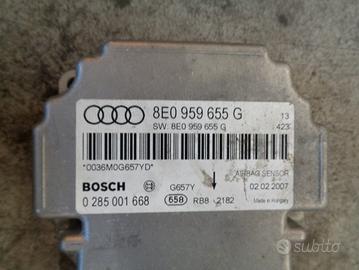 8E0 959 655 G
13
SW: 8E0 959 655 G
423
*0036M0G657YD*
AIRBAG SENSOR
BOSCH
G657Y
02.02.2007
0 285 001 668
658
RB8
2182
Made in Hungary
subito